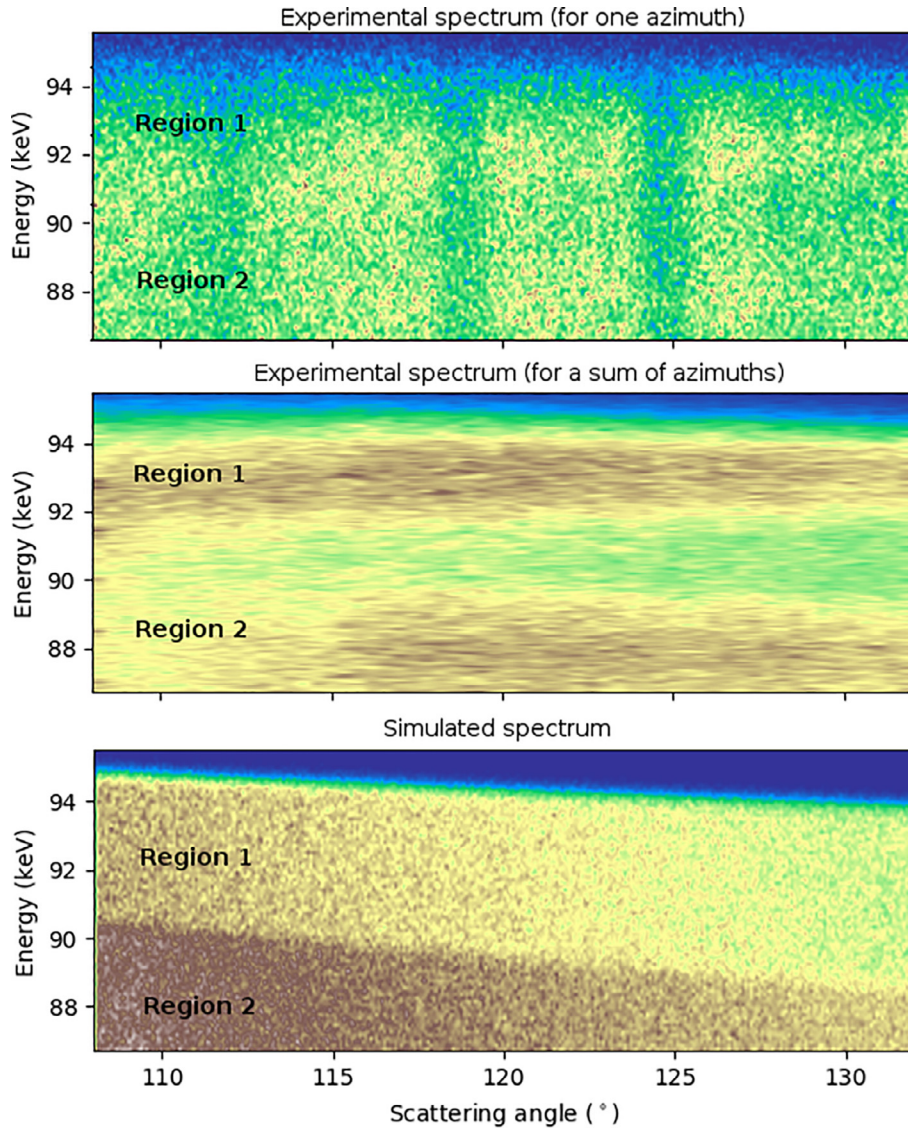 Experimental spectrum (for one azimuth)
94
92
90
88
Energy (keV)
Region 1
Region 2
Experimental spectrum (for a sum of azimuths)
94
92
90
88
Energy (keV)
Region 1
Region 2
Simulated spectrum
94
92
90
88
Energy (keV)
Region 1
Region 2
110 115 120 125 130
Scattering angle (°)